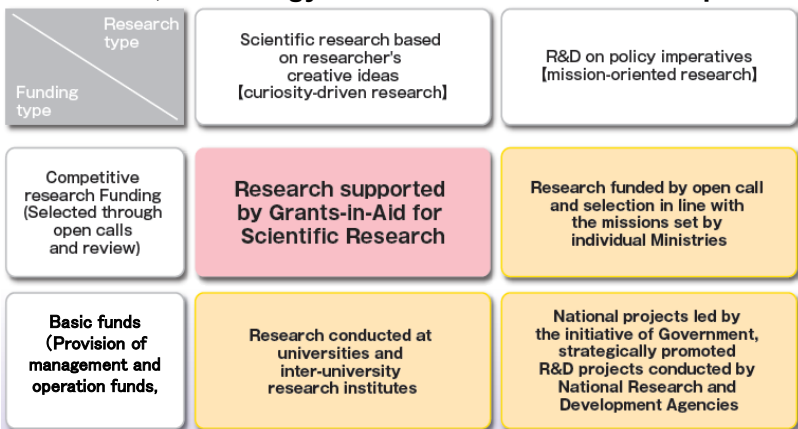 Research
type
Funding
type
Scientific research based
on researcher's
creative ideas
【curiosity-driven research】
R&D on policy imperatives
【mission-oriented research】
Competitive
research Funding
(Selected through
open calls
and review)
Research supported
by Grants-in-Aid for
Scientific Research
Research funded by open call
and selection in line with
the missions set by
individual Ministries
Basic funds
(Provision of
management and
operation funds,
Research conducted at
universities and
inter-university
research institutes
National projects led by
the initiative of Government,
strategically promoted
R&D projects conducted by
National Research and
Development Agencies